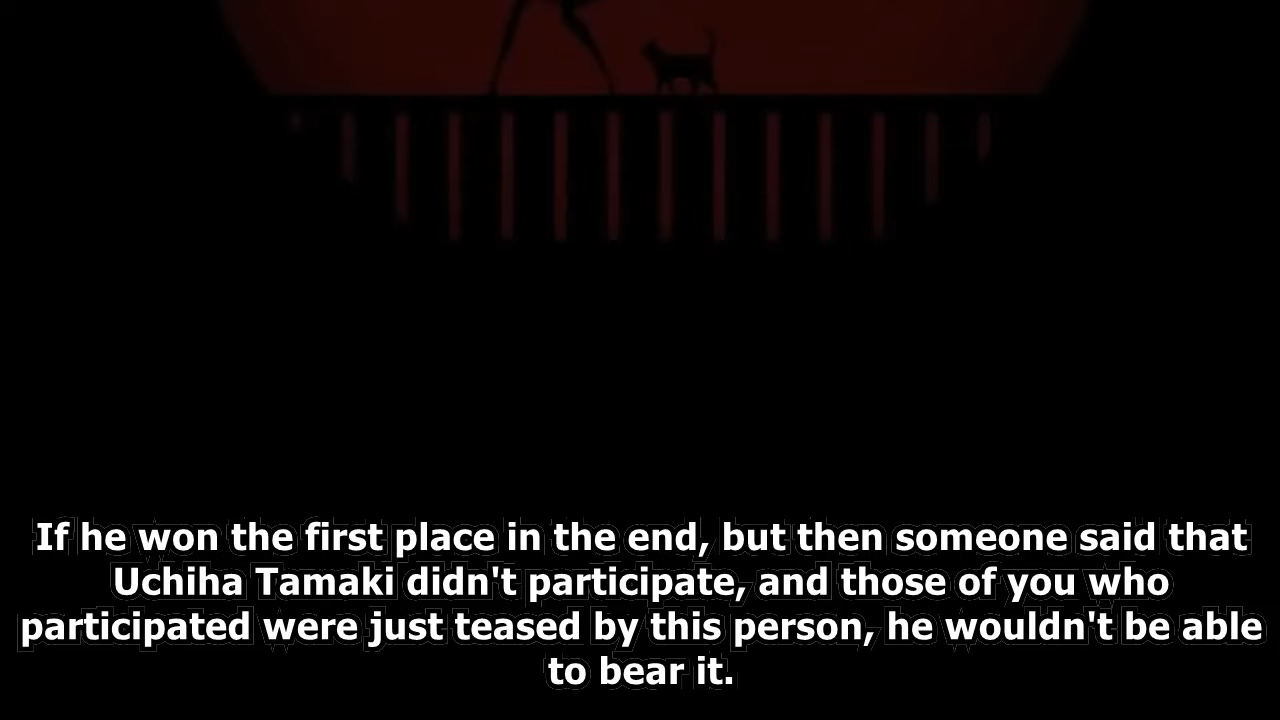 If he won the first place in the end, but then someone said that
Uchiha Tamaki didn't participate, and those of you who
participated were just teased by this person, he wouldn't be able
to bear it.